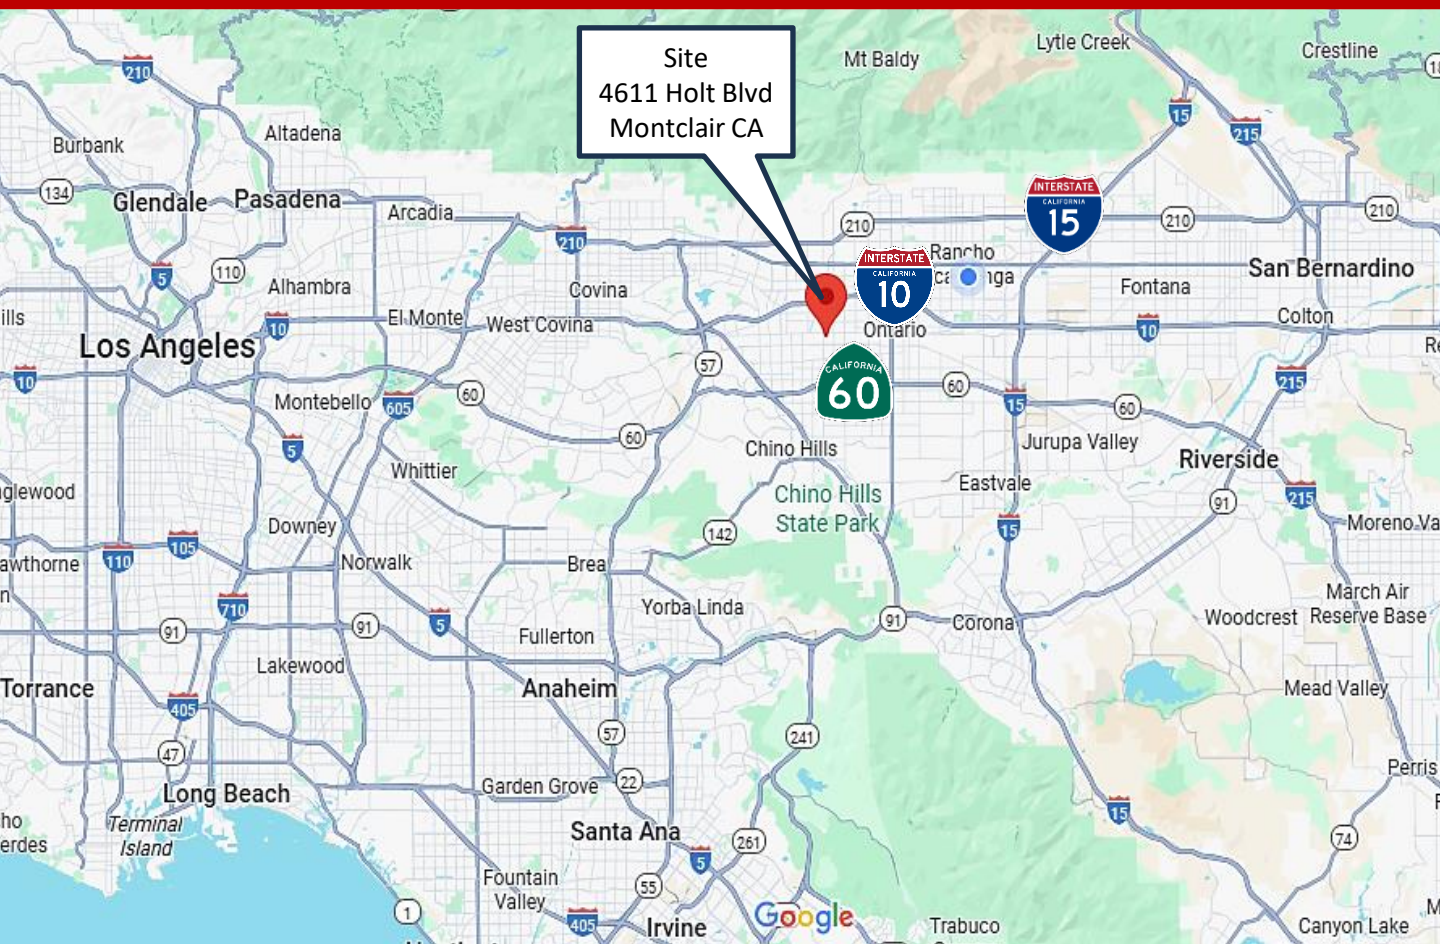 Site
4611 Holt Blvd
Montclair CA
Lytle Creek
Crestline
Mt Baldy
210
15
215
Burbank
Altadena
134
Glendale
Pasadena
Arcadia
210
210
INTERSTATE
CALIFORNIA
15
210
210
5
110
Alhambra
Covina
INTERSTATE
CALIFORNIA
10
Rancho
San Bernardino
Fontana
El Monte
West Covina
10
Ontario
10
Colton
Los Angeles
10
57
CALIFORNIA
60
60
215
Montebello
605
60
15
60
5
60
Chino Hills
Jurupa Valley
Riverside
Whittier
Eastvale
Chino Hills
State Park
91
215
Downey
142
15
Moreno Va
110
105
Norwalk
Brea
710
Yorba Linda
March Air
Reserve Base
Woodcrest
91
91
5
Fullerton
91
Corona
Lakewood
Torrance
Anaheim
Mead Valley
405
47
57
241
Long Beach
Garden Grove
22
Perris
Terminal
Island
Santa Ana
261
15
74
5
Fountain
Valley
55
1
405
Irvine
Google
Trabuco
Canyon Lake